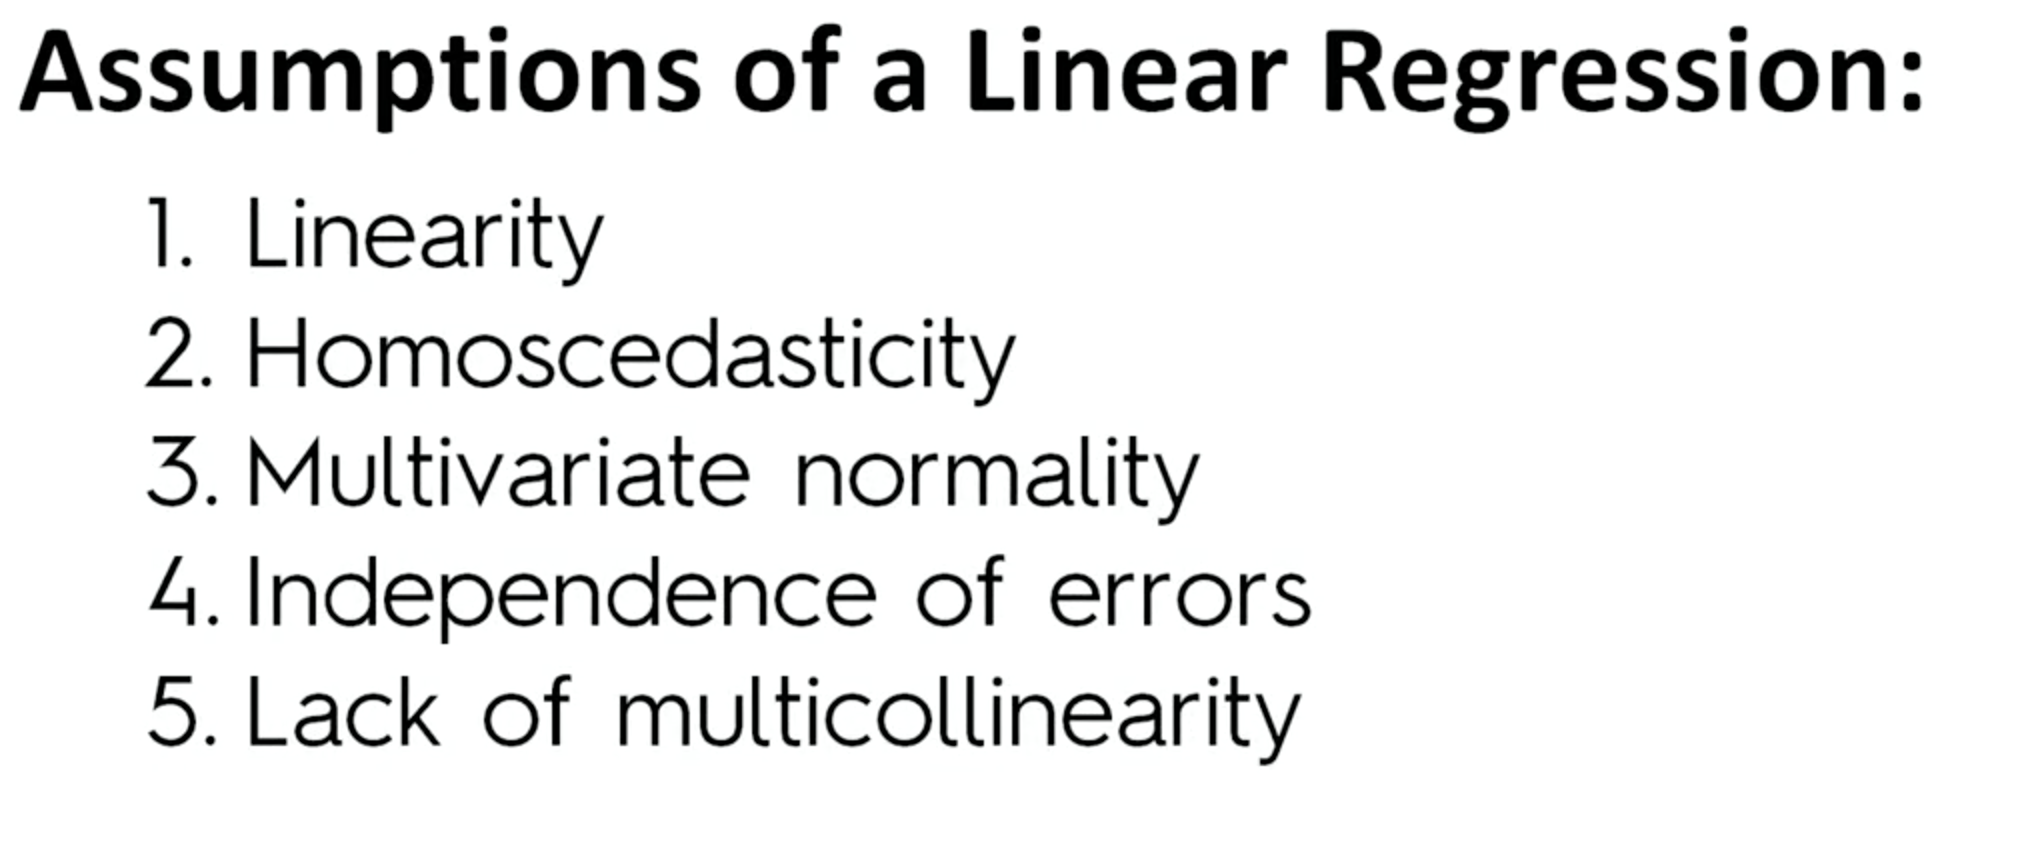 Assumptions of a Linear Regression:
1. Linearity
2. Homoscedasticity
3. Multivariate normality
4. Independence of errors
5. Lack of multicollinearity